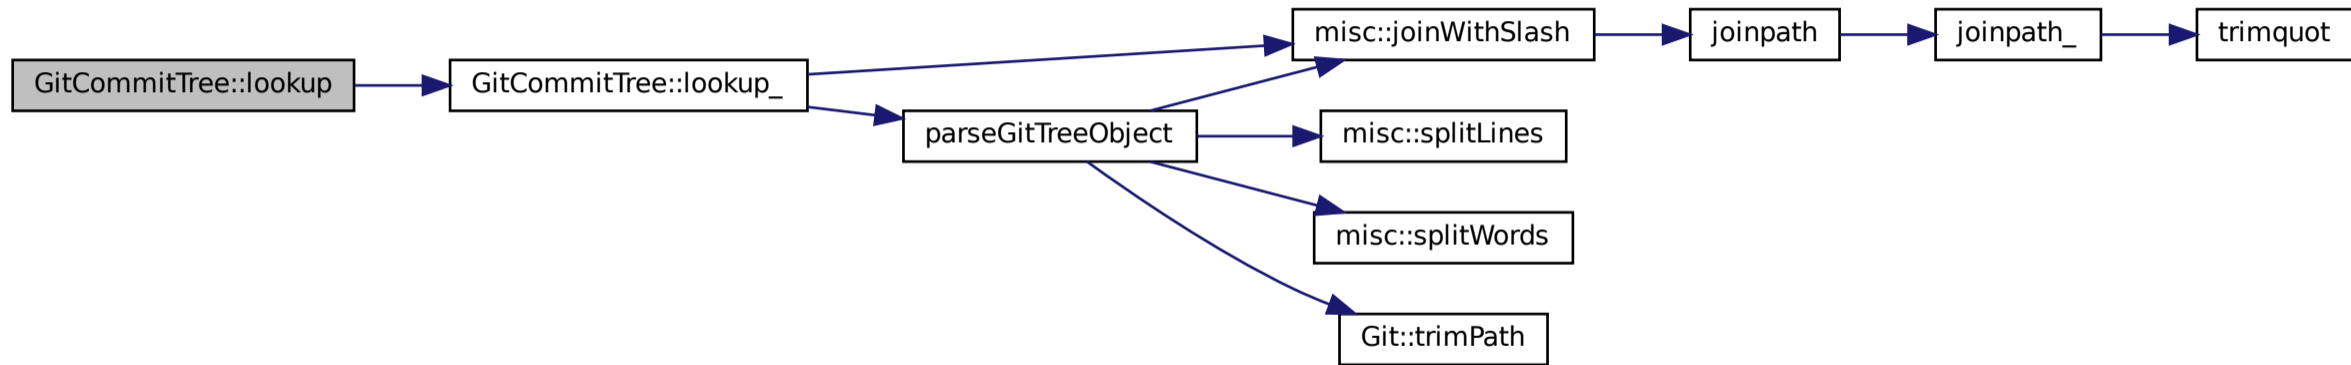 GitCommitTree::lookup
GitCommitTree::lookup_
misc::joinWithSlash
joinpath
joinpath_
trimquot
parseGitTreeObject
misc::splitLines
misc::splitWords
Git::trimPath